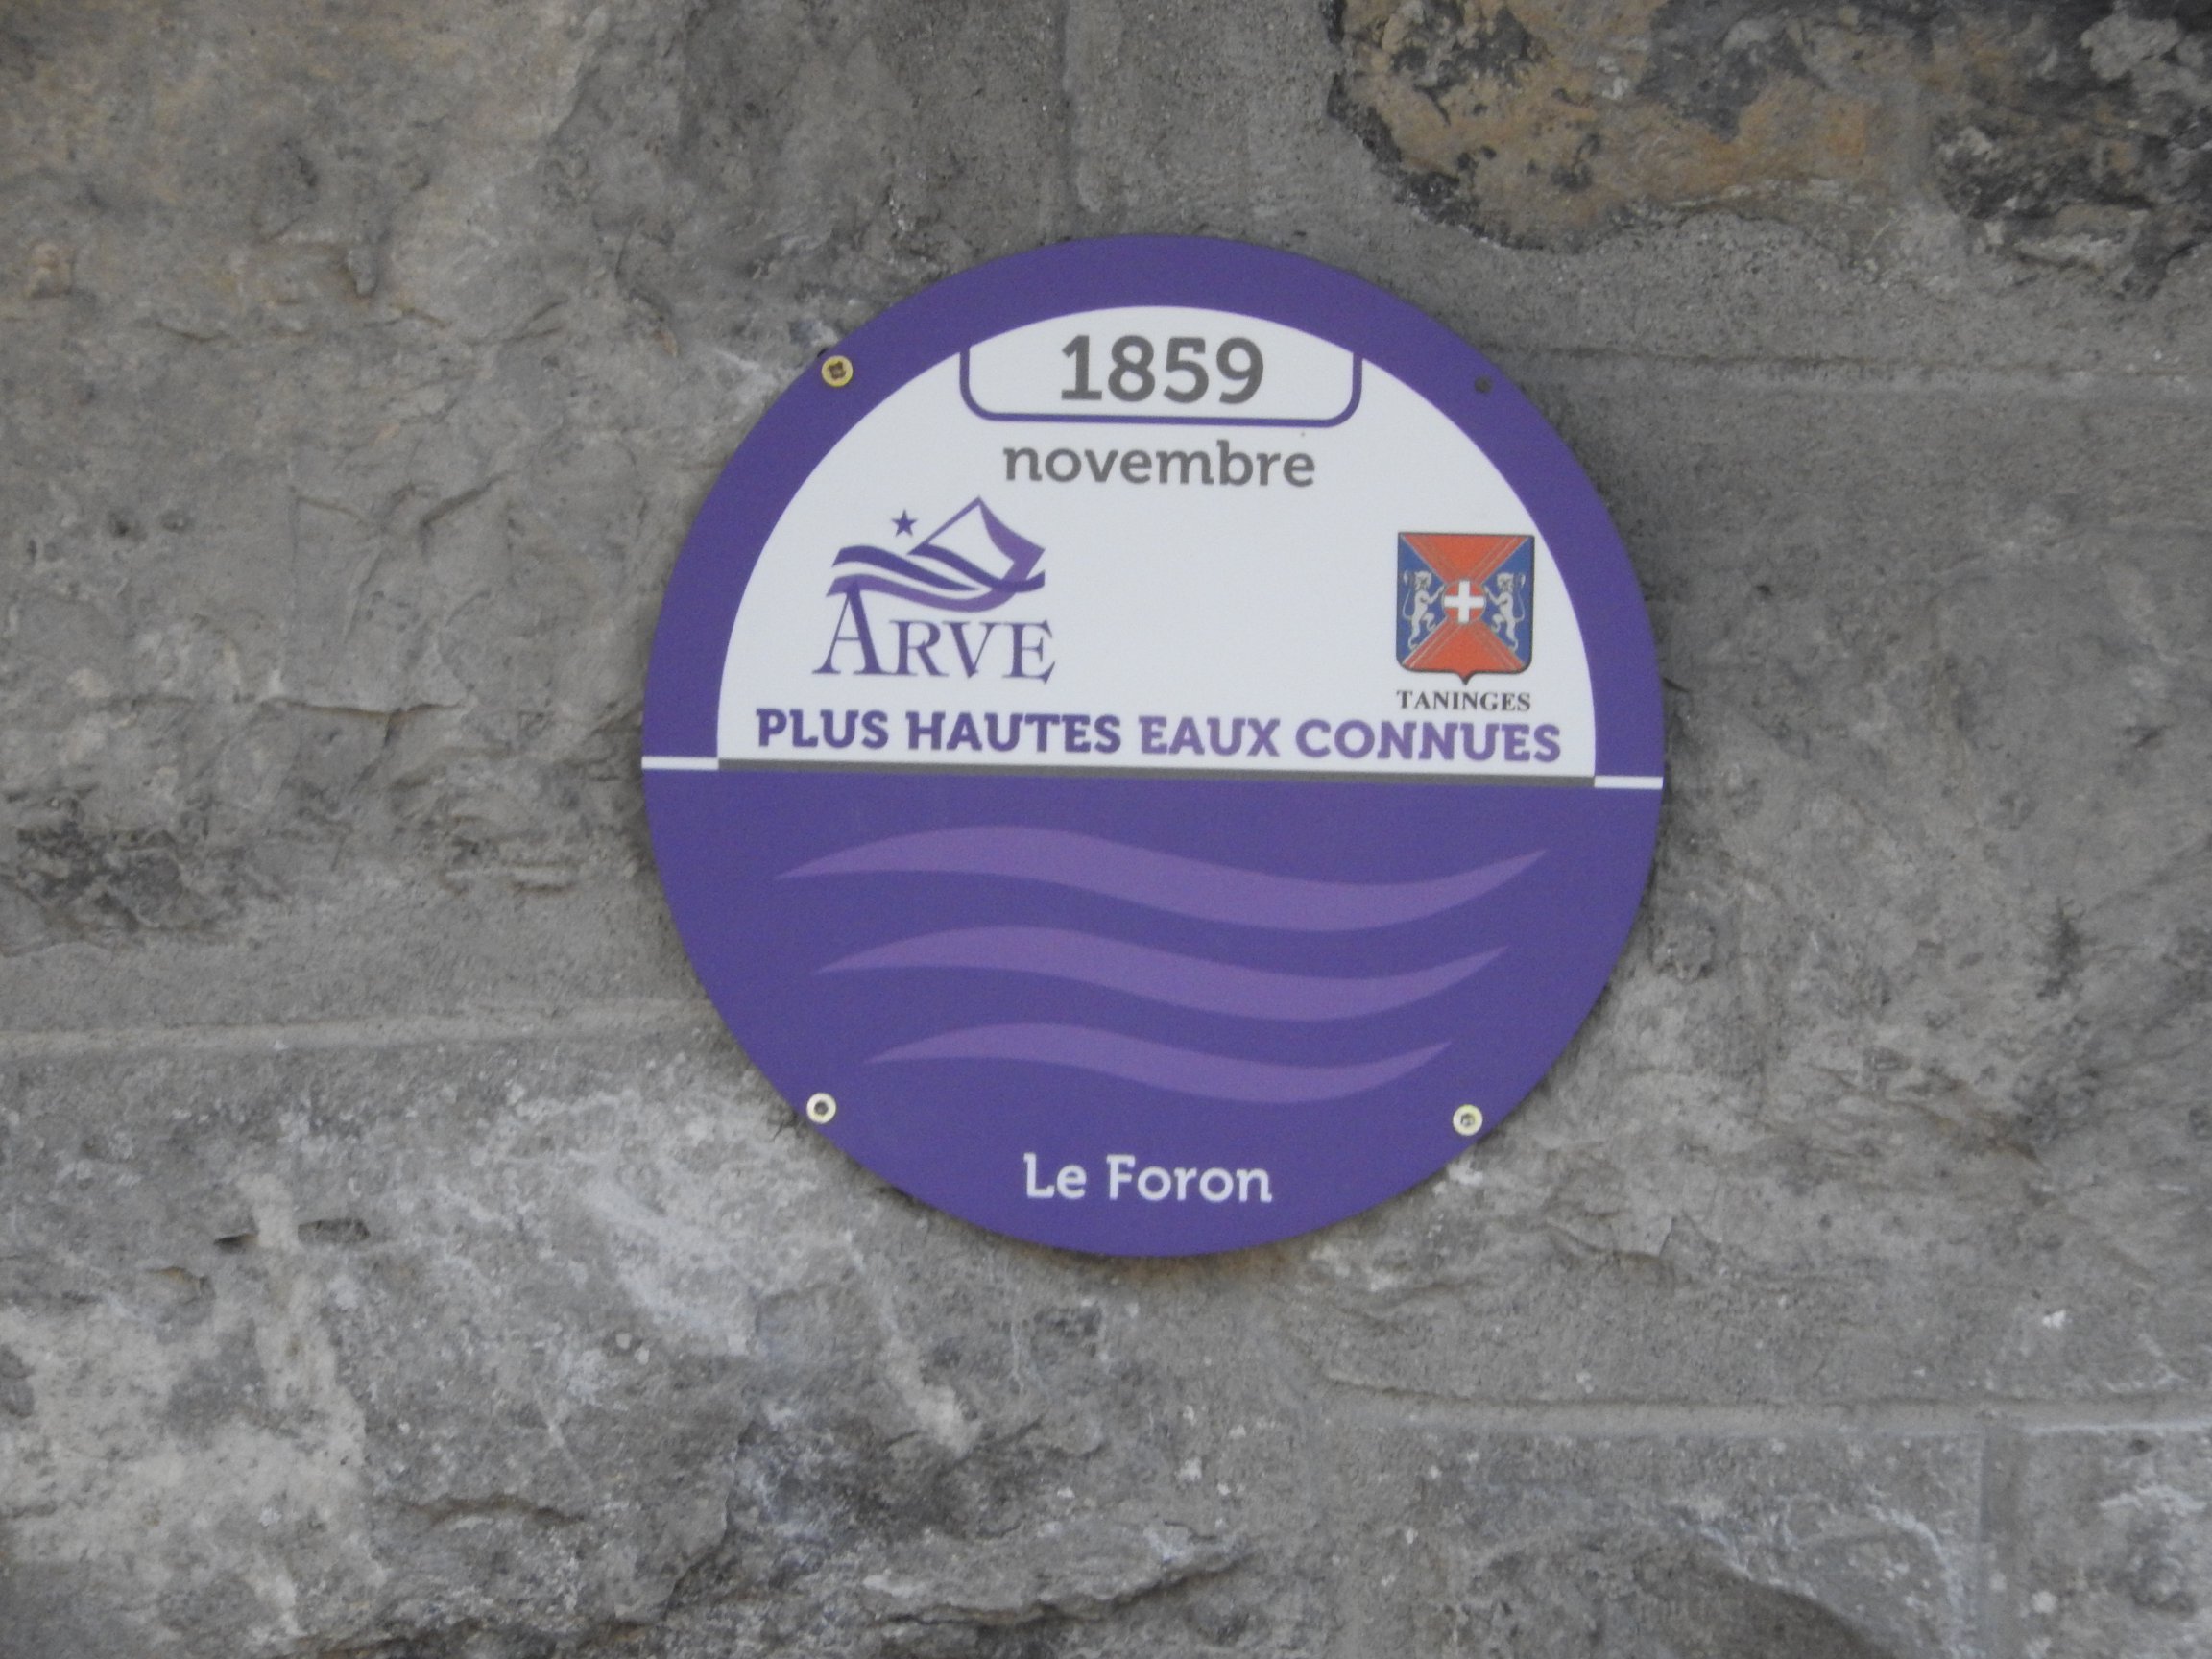 1859
novembre
ARVE
TANINGES
PLUS HAUTES EAUX CONNUES
Le Foron